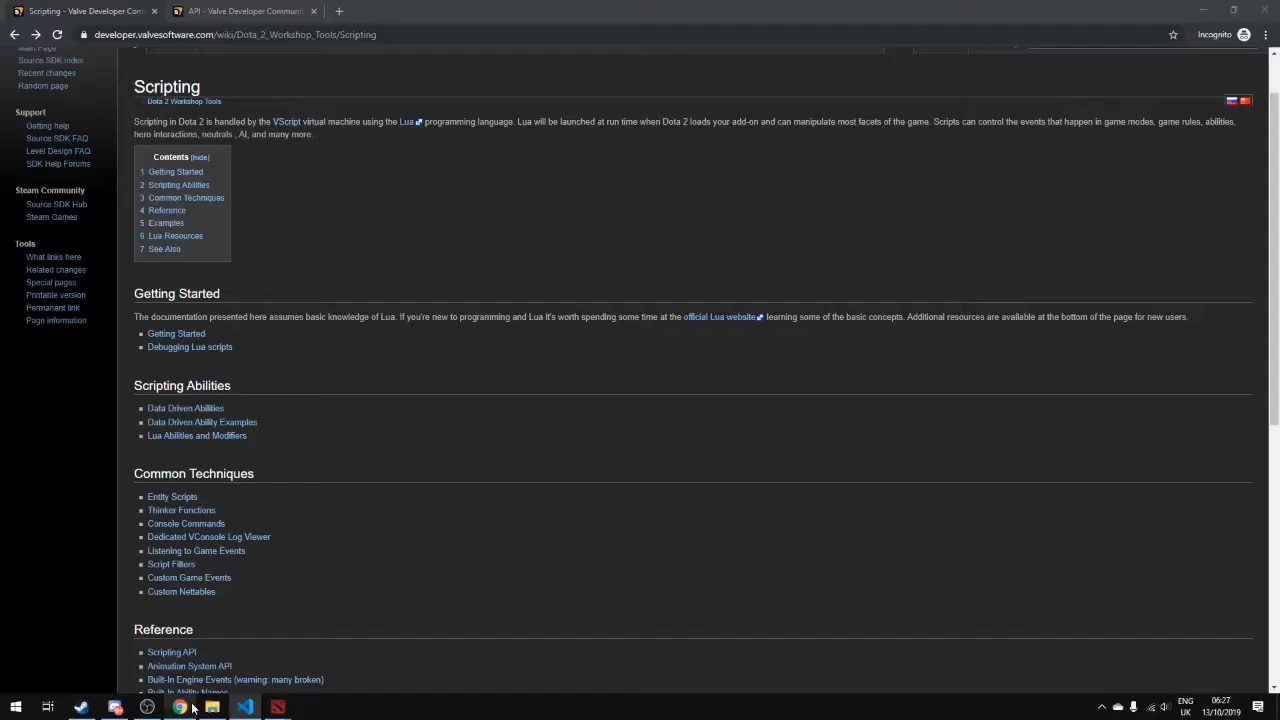 Scripting - Valve Developer Com
API - Valve Developer Communit
developer.valvesoftware.com/wiki/Dota_2_Workshop_Tools/Scripting
Incognito
Main Page
Source SDK index
Recent changes
Random page
Support
Getting help
Source SDK FAQ
Level Design FAQ
SDK Help Forums
Steam Community
Source SDK Hub
Steam Games
Tools
What links here
Related changes
Special pages
Printable version
Permanent link
Page information
Scripting
Dota 2 Workshop Tools
Scripting in Dota 2 is handled by the VScript virtual machine using the Lua programming language. Lua will be launched at run time when Dota 2 loads your add-on and can manipulate most facets of the game. Scripts can control the events that happen in game modes, game rules, abilities,
hero interactions, neutrals , AI, and many more.
Contents [hide]
1 Getting Started
2 Scripting Abilities
3 Common Techniques
4 Reference
5 Examples
6 Lua Resources
7 See Also
Getting Started
The documentation presented here assumes basic knowledge of Lua. If you're new to programming and Lua it's worth spending some time at the official Lua website learning some of the basic concepts. Additional resources are available at the bottom of the page for new users.
Getting Started
Debugging Lua scripts
Scripting Abilities
Data Driven Abilities
Data Driven Ability Examples
Lua Abilities and Modifiers
Common Techniques
Entity Scripts
Thinker Functions
Console Commands
Dedicated VConsole Log Viewer
Listening to Game Events
Script Filters
Custom Game Events
Custom Nettables
Reference
Scripting API
Animation System API
Built-In Engine Events (warning: many broken)
Built-In Ability Names
ENG
UK
06:27
13/10/2019